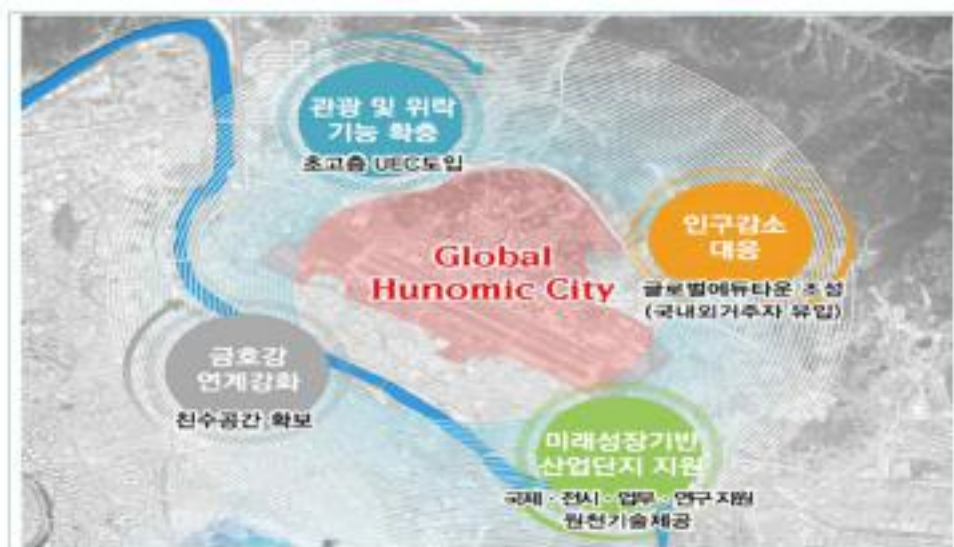 관광 및 위락
기능 확충
초고층 UEC도입
인구감소
대응
글로벌에듀타운 조성
(국내외거주자 유입)
Global
Hunomic City
금호강
연계강화
친수공간 확보
미래성장기반
산업단지 지원
국제 · 전시 · 업무 · 연구 지원
원천기술제공